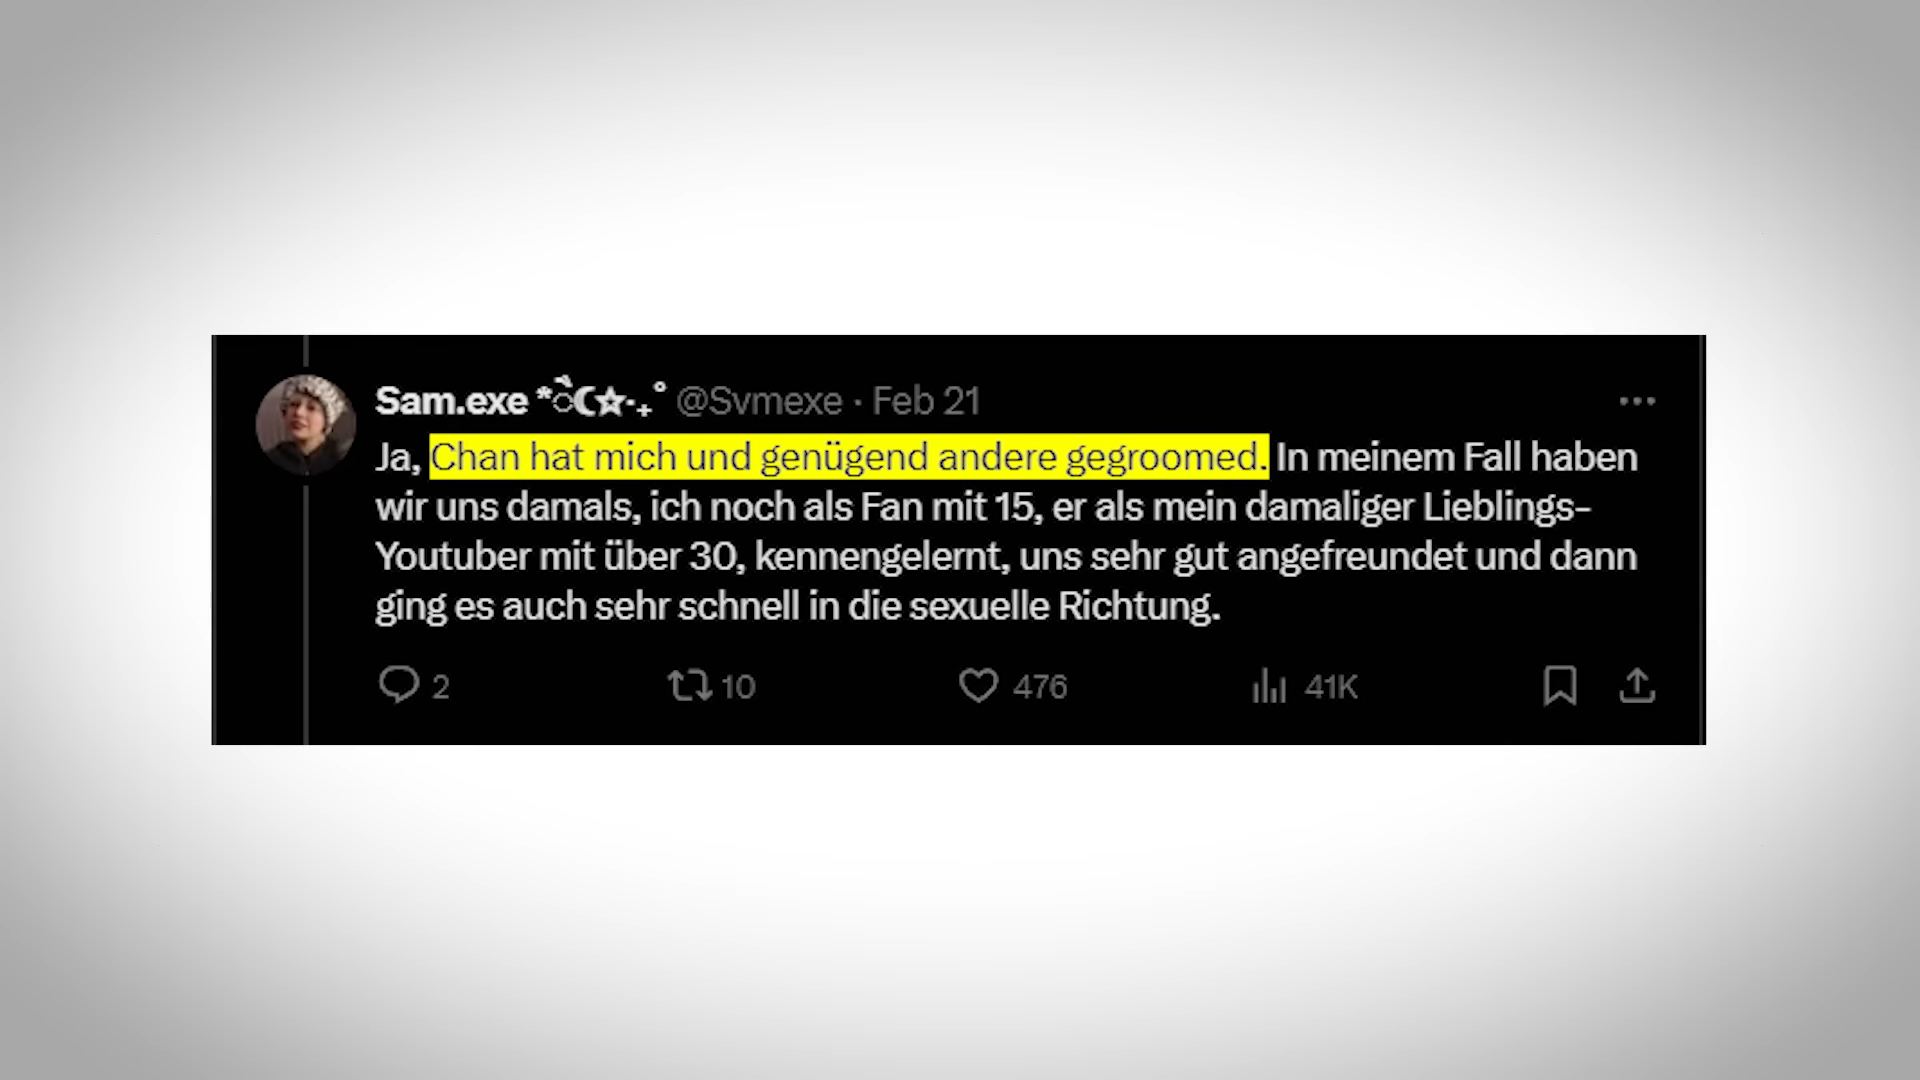 Sam.exe *ੈ☾☆·.₊˚ @Svmexe · Feb 21
Ja, Chan hat mich und genügend andere gegroomed. In meinem Fall haben
wir uns damals, ich noch als Fan mit 15, er als mein damaliger Lieblings-
Youtuber mit über 30, kennengelernt, uns sehr gut angefreundet und dann
ging es auch sehr schnell in die sexuelle Richtung.
2 10 476 41K